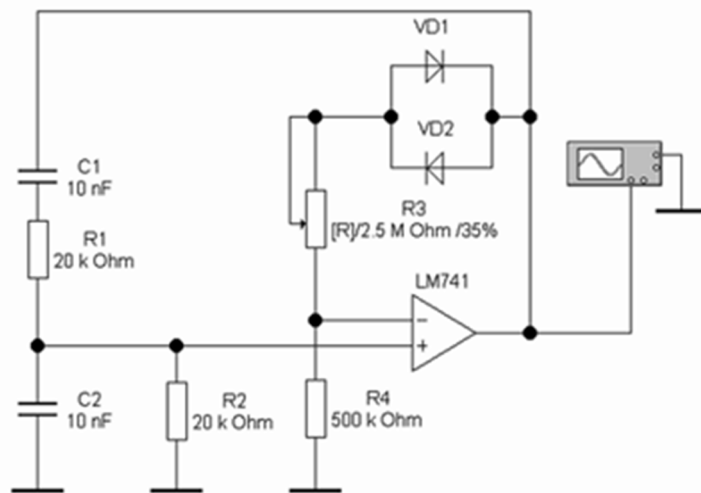 VD1
VD2
C1
10 nF
R1
20 k Ohm
R3
[R]/2.5 M Ohm /35%
LM741
−
+
C2
10 nF
R2
20 k Ohm
R4
500 k Ohm